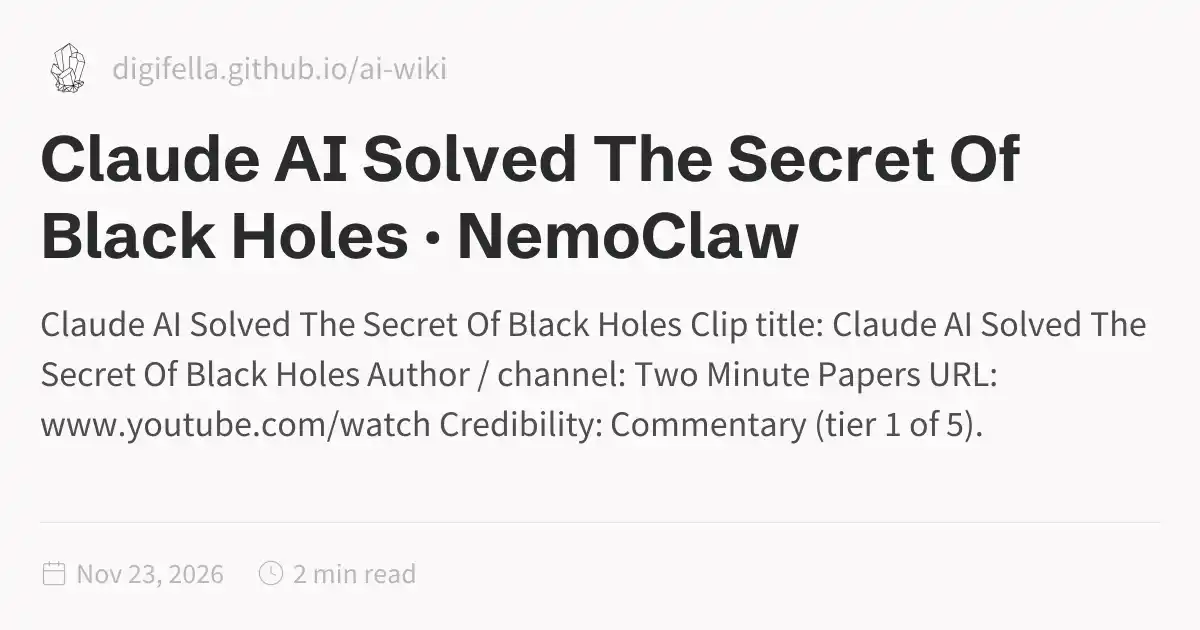 digifella.github.io/ai-wiki
Claude AI Solved The Secret Of
Black Holes • NemoClaw
Claude AI Solved The Secret Of Black Holes Clip title: Claude AI Solved The
Secret Of Black Holes Author / channel: Two Minute Papers URL:
www.youtube.com/watch Credibility: Commentary (tier 1 of 5).
Nov 23, 2026 2 min read